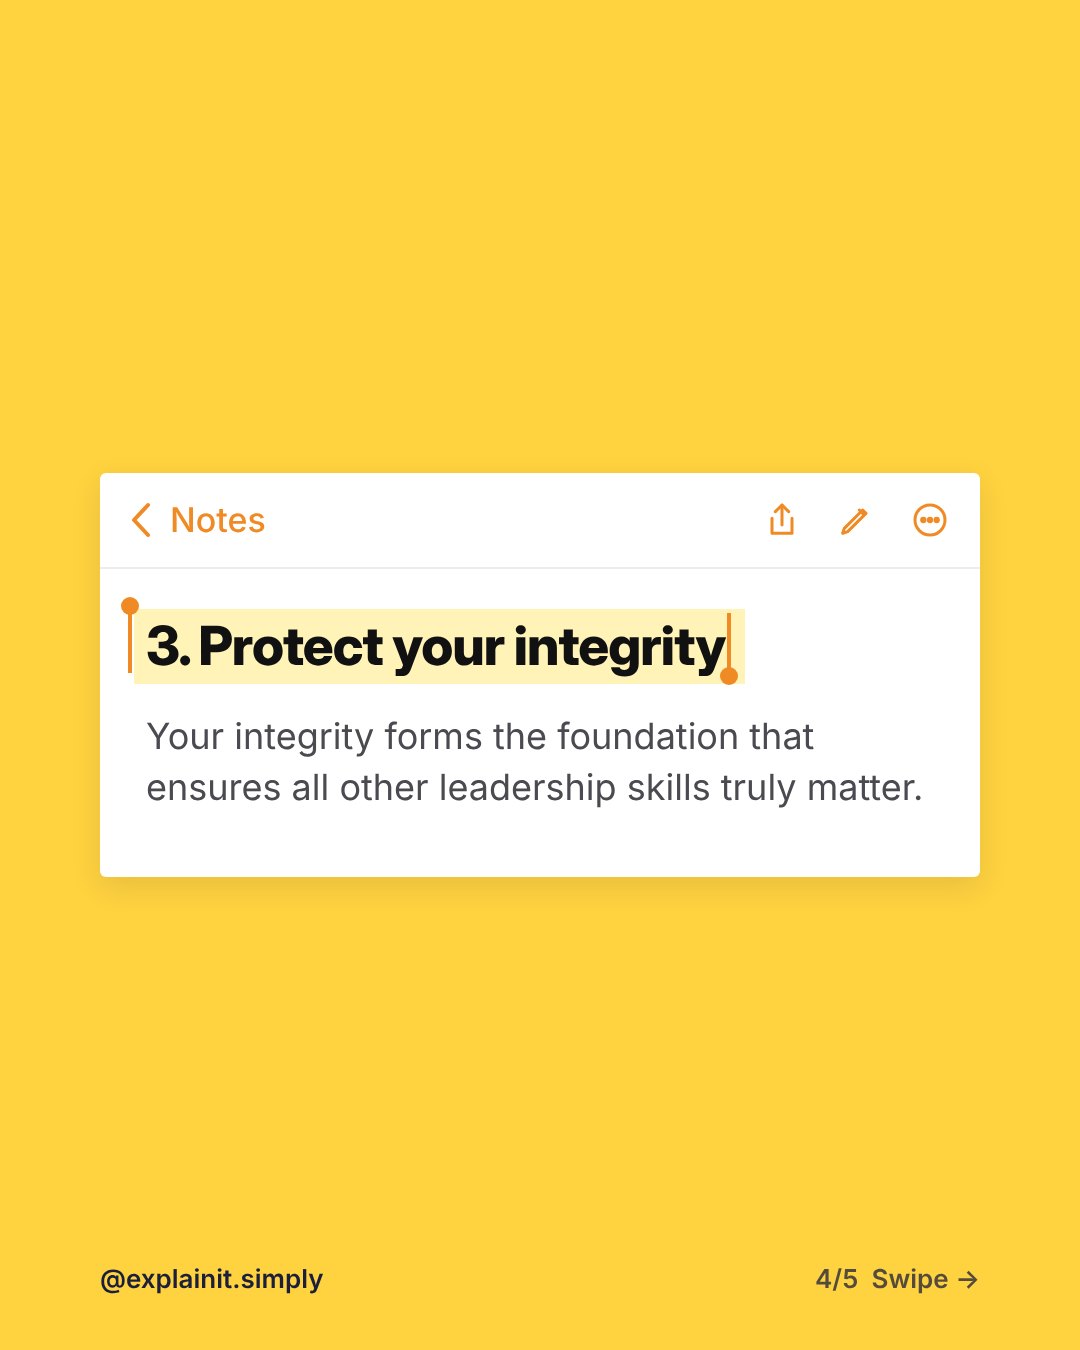 Notes
3. Protect your integrity
Your integrity forms the foundation that
ensures all other leadership skills truly matter.
@explainit.simply
4/5 Swipe →